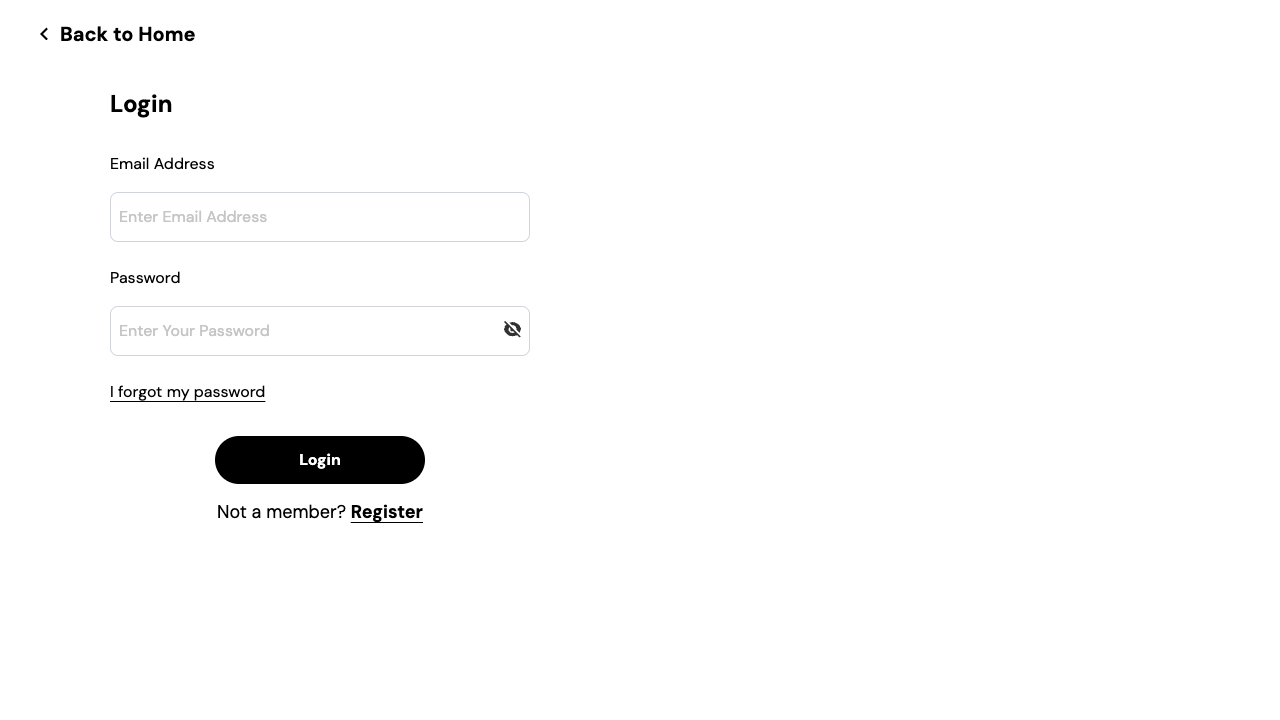 Back to Home
Login
Email Address
Enter Email Address
Password
Enter Your Password
I forgot my password
Login
Not a member? Register